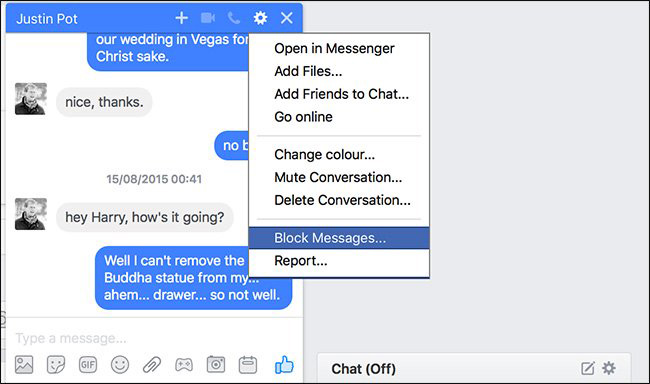 Justin Pot
our wedding in Vegas for
Christ sake.
nice, thanks.
no b
15/08/2015 00:41
hey Harry, how's it going?
Well I can't remove the
Buddha statue from my...
ahem... drawer... so not well.
Type a message...
GIF
Open in Messenger
Add Files...
Add Friends to Chat...
Go online
Change colour...
Mute Conversation...
Delete Conversation...
Block Messages...
Report...
Chat (Off)